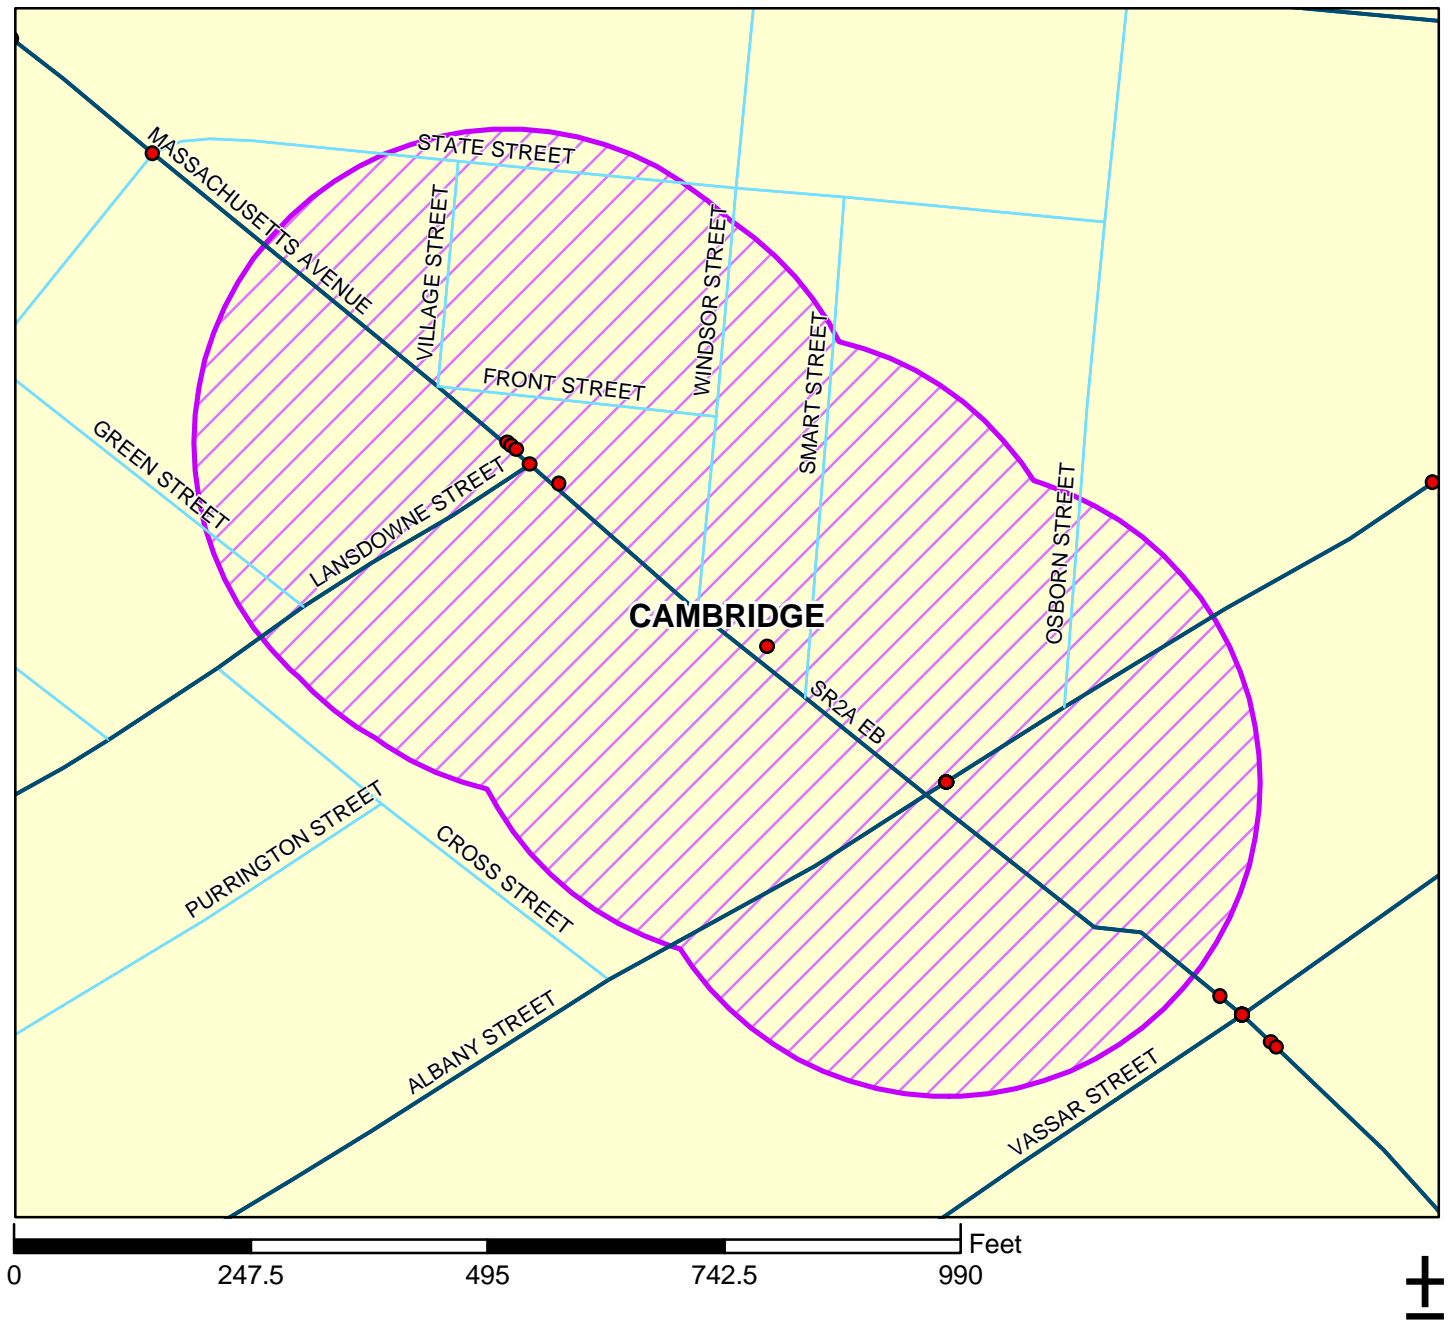 MASSACHUSETTS AVENUE
STATE STREET
VILLAGE STREET
WINDSOR STREET
FRONT STREET
SMART STREET
GREEN STREET
LANSDOWNE STREET
OSBORN STREET
CAMBRIDGE
SR2A EB
PURRINGTON STREET
CROSS STREET
ALBANY STREET
VASSAR STREET
Feet
0 247.5 495 742.5 990